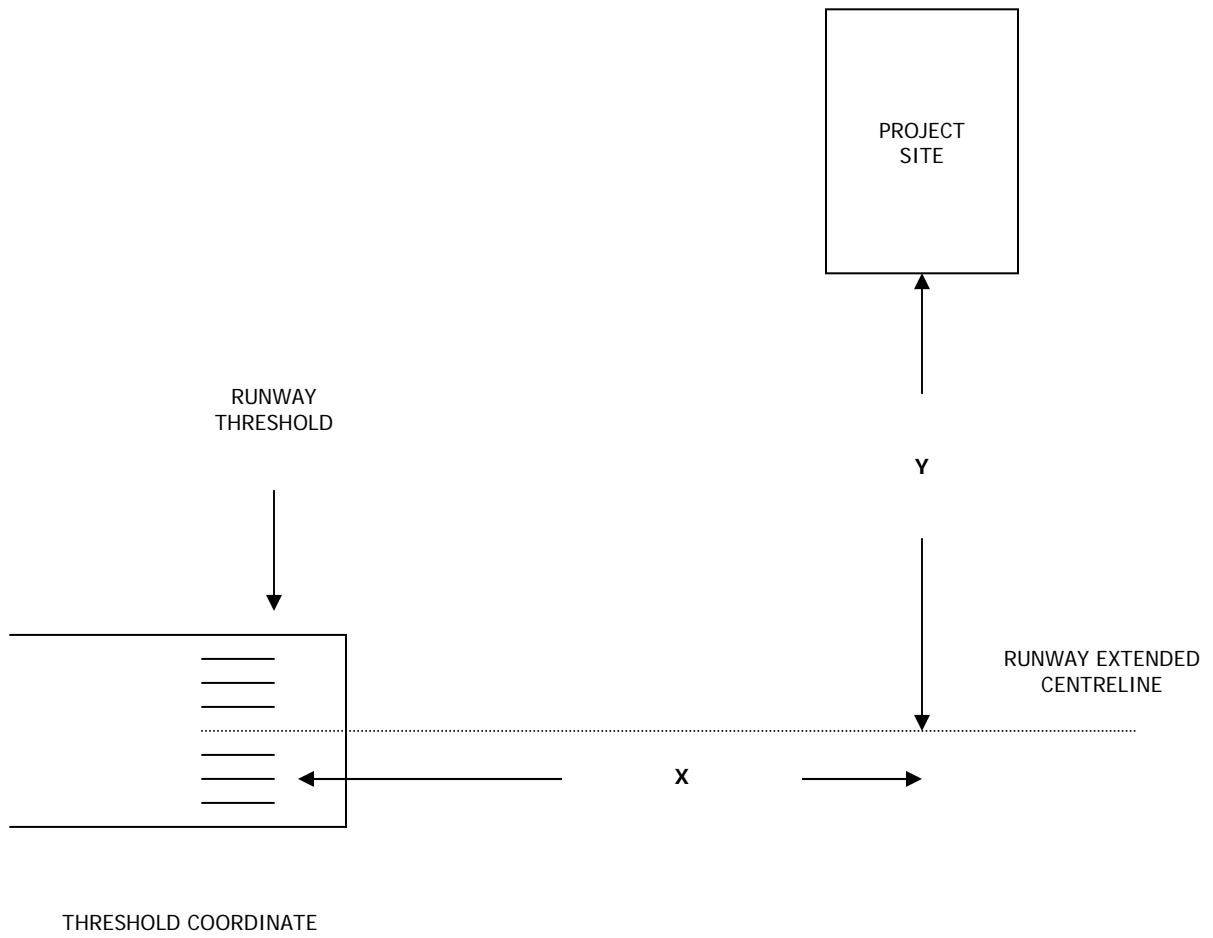 PROJECT
SITE
RUNWAY
THRESHOLD
Y
RUNWAY EXTENDED
CENTRELINE
X
THRESHOLD COORDINATE